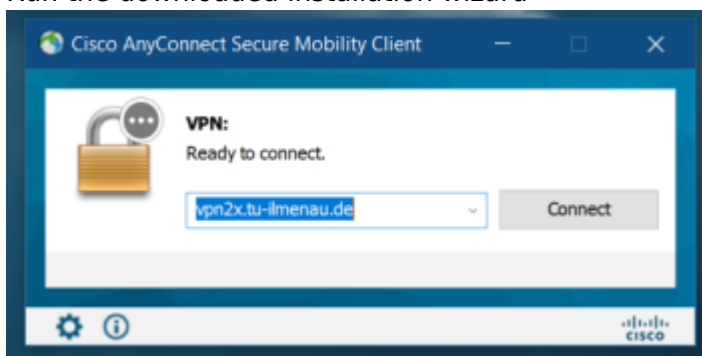 Run the downloaded installation wizard
Cisco AnyConnect Secure Mobility Client
VPN:
Ready to connect.
vpn2x.tu-ilmenau.de
Connect
CISCO